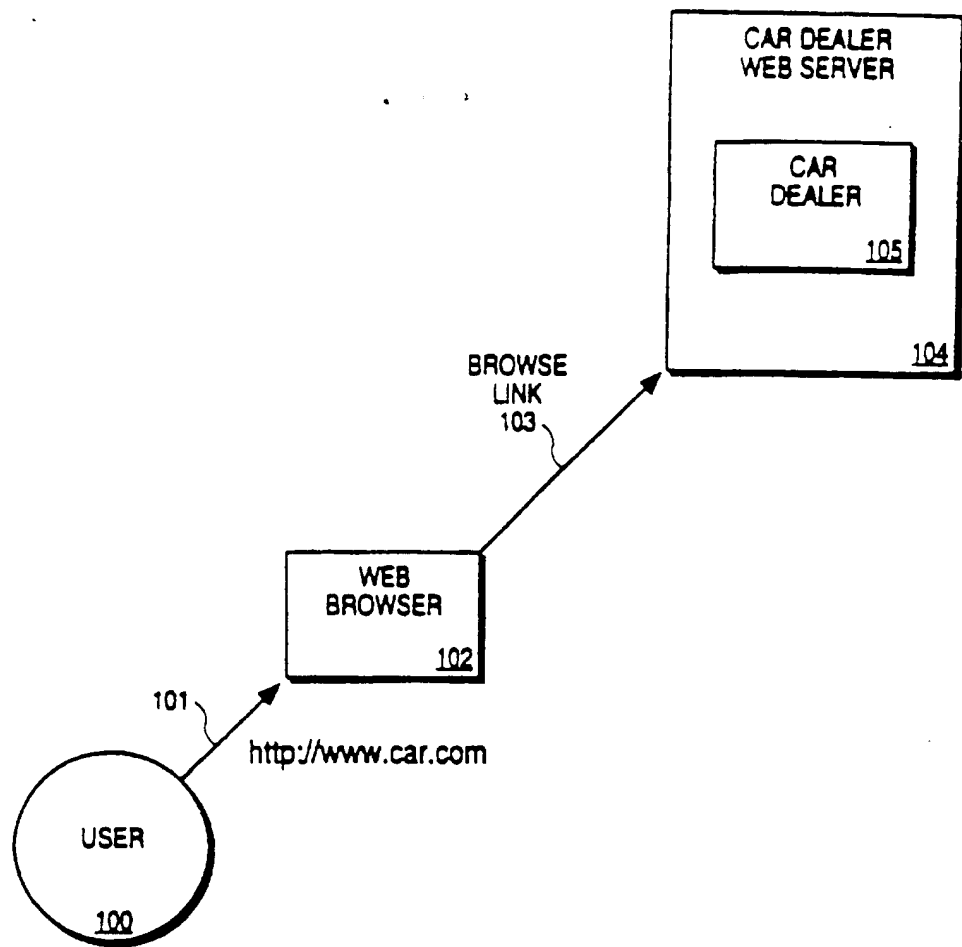 CAR DEALER
WEB SERVER
CAR
DEALER
105
104
BROWSE
LINK
103
WEB
BROWSER
102
101
http://www.car.com
USER
100